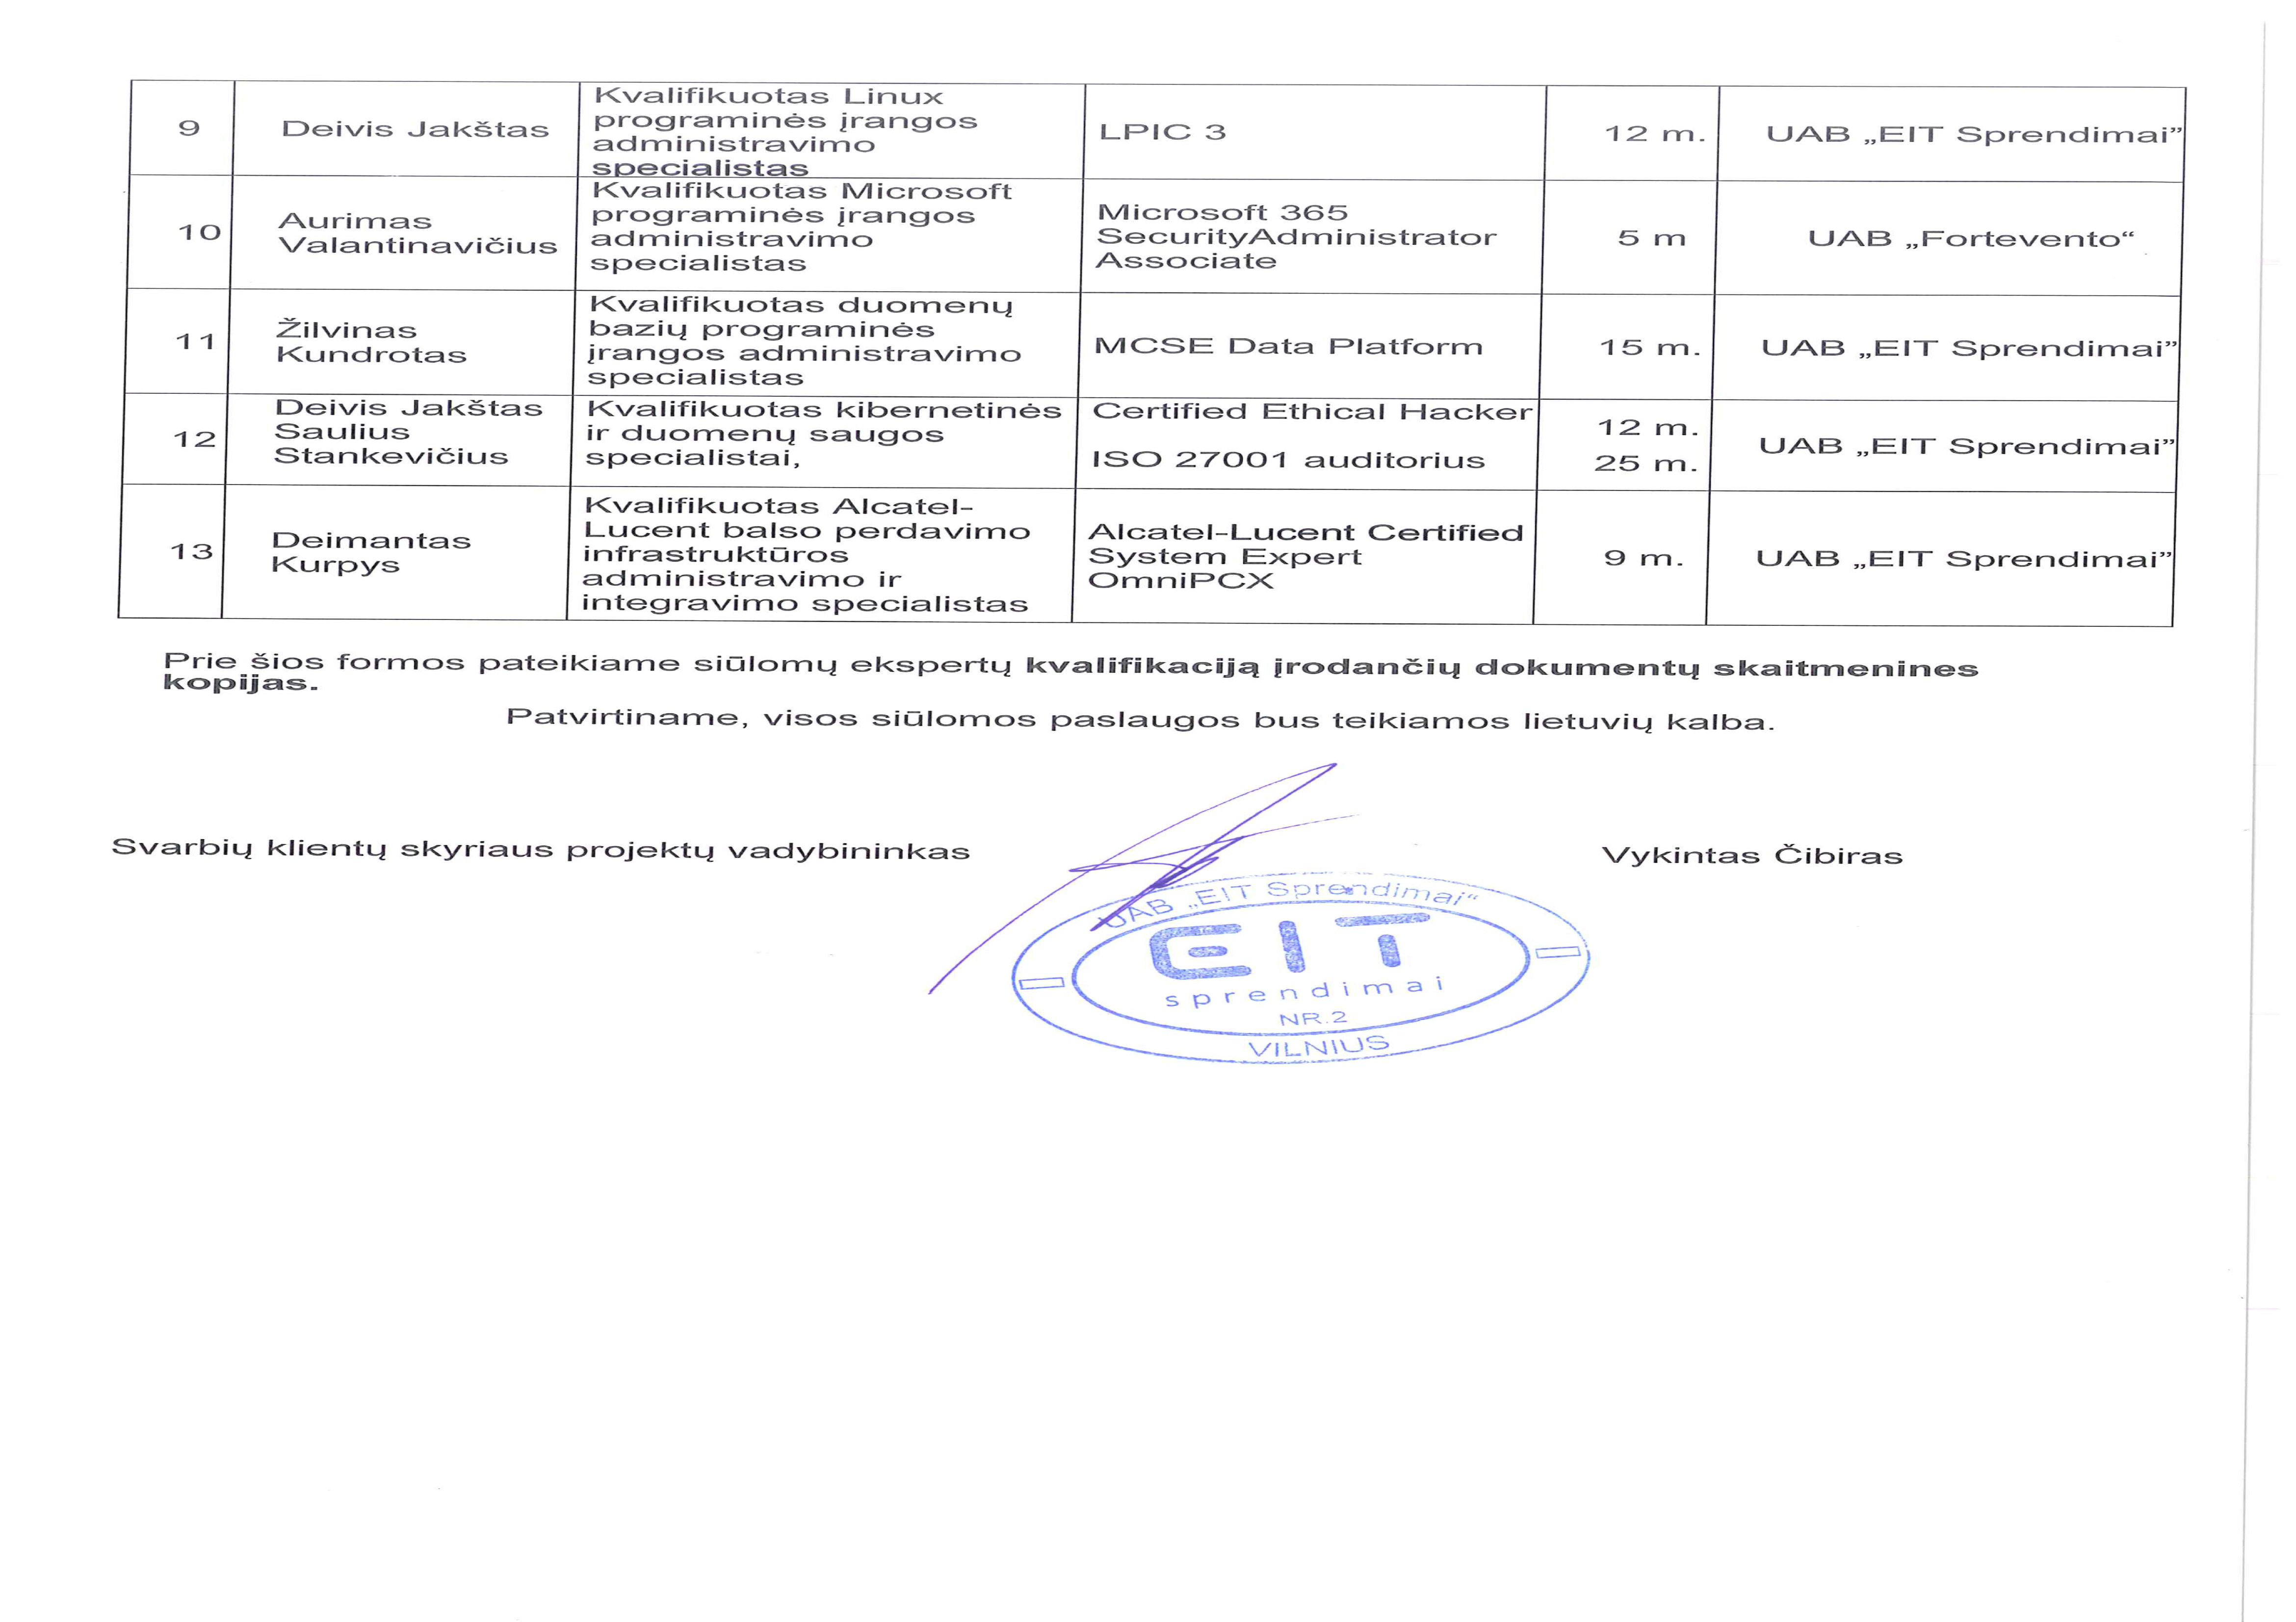 9
Deivis Jakštas
Kvalifikuotas Linux
programinės įrangos
administravimo
specialistas
LPIC 3
12 m.
UAB „EIT Sprendimai”
10
Aurimas
Valantinavičius
Kvalifikuotas Microsoft
programinės įrangos
administravimo
specialistas
Microsoft 365
SecurityAdministrator
Associate
5 m
UAB „Fortevento“
11
Žilvinas
Kundrotas
Kvalifikuotas duomenų
bazių programinės
įrangos administravimo
specialistas
MCSE Data Platform
15 m.
UAB „EIT Sprendimai”
12
Deivis Jakštas
Saulius
Stankevičius
Kvalifikuotas kibernetinės
ir duomenų saugos
specialistai,
Certified Ethical Hacker
ISO 27001 auditorius
12 m.
25 m.
UAB „EIT Sprendimai”
13
Deimantas
Kurpys
Kvalifikuotas Alcatel-
Lucent balso perdavimo
infrastruktūros
administravimo ir
integravimo specialistas
Alcatel-Lucent Certified
System Expert
OmniPCX
9 m.
UAB „EIT Sprendimai”
Prie šios formos pateikiame siūlomų ekspertų kvalifikaciją įrodančių dokumentų skaitmenines
kopijas.
Patvirtiname, visos siūlomos paslaugos bus teikiamos lietuvių kalba.
Svarbių klientų skyriaus projektų vadybininkas
Vykintas Čibiras
UAB „EIT Sprendimai“
EIT
sprendimai
NR.2
VILNIUS